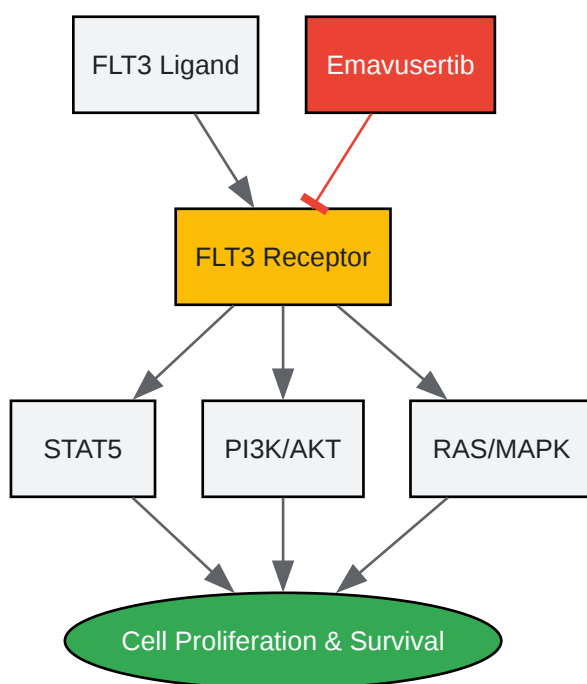 FLT3 Ligand
Emavusertib
FLT3 Receptor
STAT5
PI3K/AKT
RAS/MAPK
Cell Proliferation & Survival